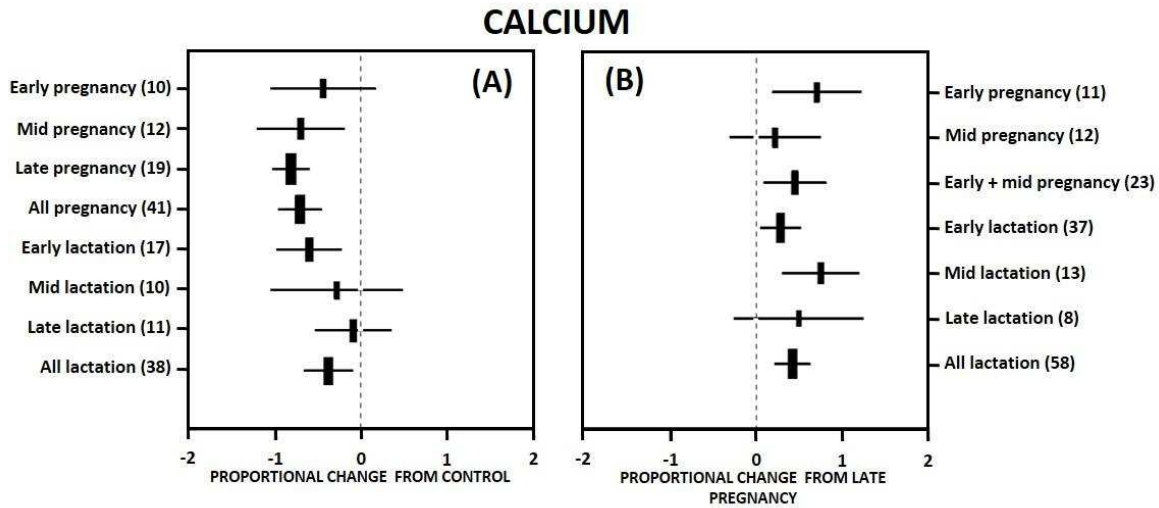 CALCIUM
(A)
Early pregnancy (10)
Mid pregnancy (12)
Late pregnancy (19)
All pregnancy (41)
Early lactation (17)
Mid lactation (10)
Late lactation (11)
All lactation (38)
-2 -1 0 1 2
PROPORTIONAL CHANGE FROM CONTROL
(B)
Early pregnancy (11)
Mid pregnancy (12)
Early + mid pregnancy (23)
Early lactation (37)
Mid lactation (13)
Late lactation (8)
All lactation (58)
-2 -1 0 1 2
PROPORTIONAL CHANGE FROM LATE
PREGNANCY